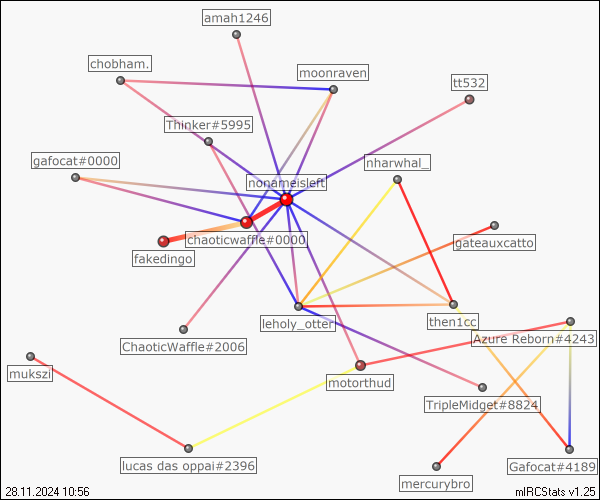 amah1246
chobham.
moonraven
tt532
Thinker#5995
gafocat#0000
nharwhal_
nonameisleft
chaoticwaffle#0000
gateauxcatto
fakedingo
leholy_otter
then1cc
Azure Reborn#4243
ChaoticWaffle#2006
mukszi
motorthud
TripleMidget#8824
lucas das oppai#2396
Gafocat#4189
mercurybro
28.11.2024 10:56
mIRCStats v1.25